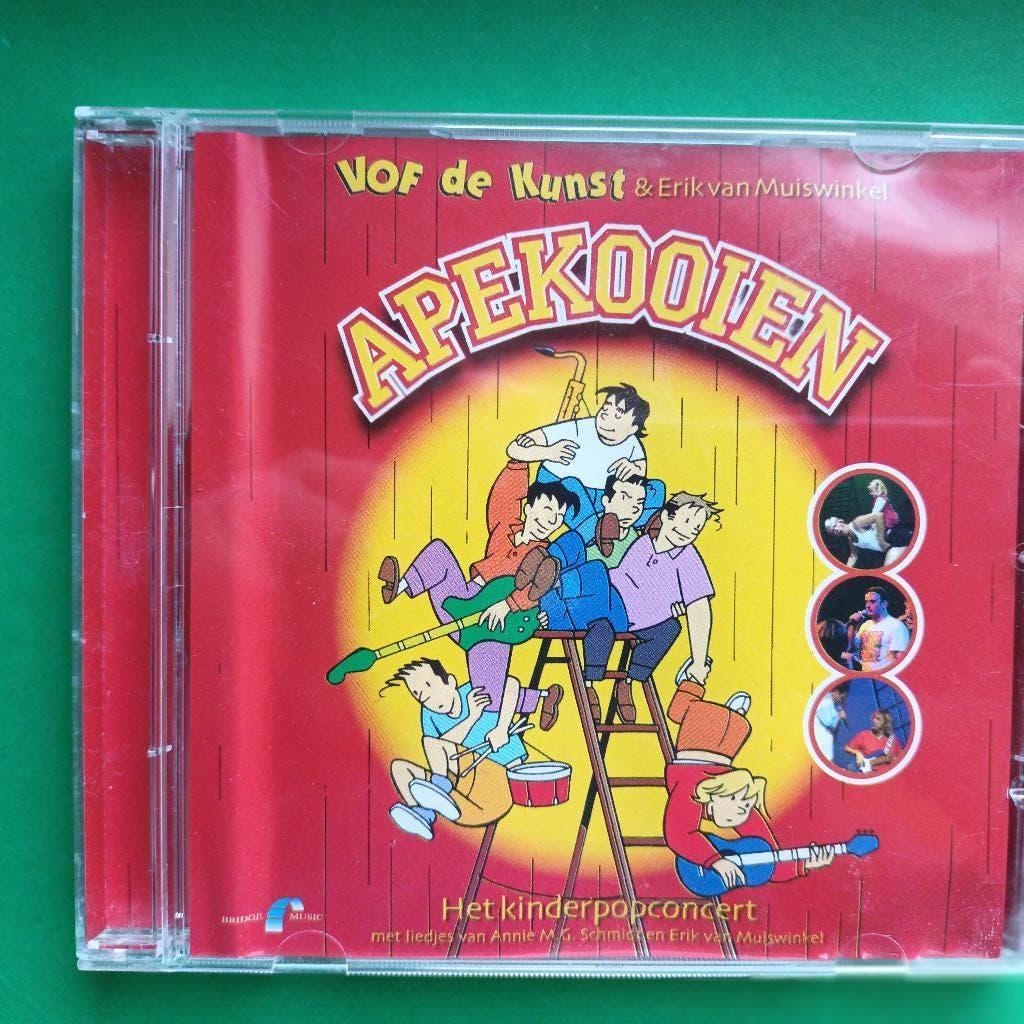 VOF de Kunst & Erik van Muiswinkel
APEKOOIEN
Het kinderpopconcert
met liedjes van Annie M.G. Schmidt en Erik van Muiswinkel
BRIDGE MUSIC